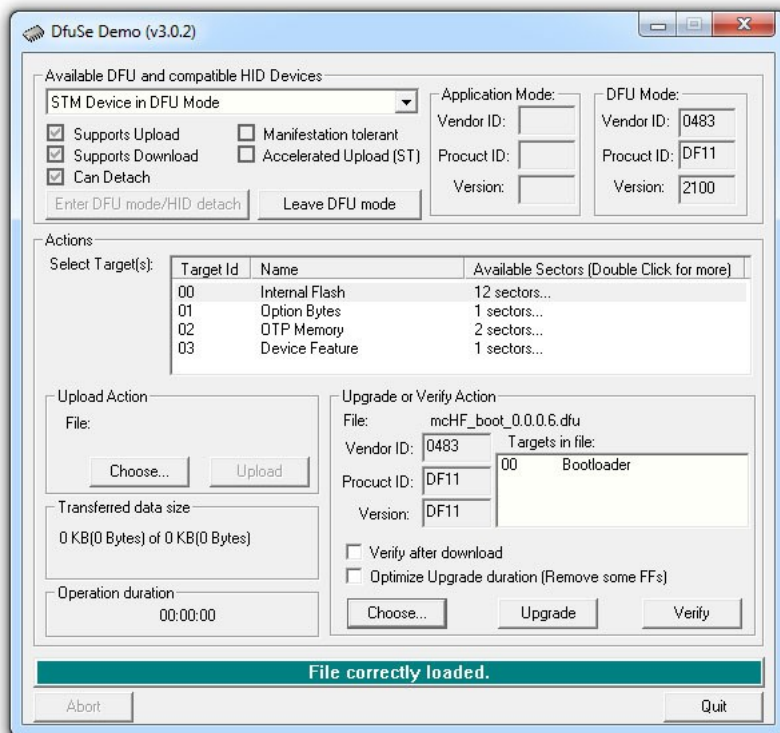 DfuSe Demo (v3.0.2)
Available DFU and compatible HID Devices
STM Device in DFU Mode
Supports Upload
Manifestation tolerant
Supports Download
Accelerated Upload (ST)
Can Detach
Enter DFU mode/HID detach
Leave DFU mode
Application Mode:
Vendor ID:
Procuct ID:
Version:
DFU Mode:
Vendor ID: 0483
Procuct ID: DF11
Version: 2100
Actions
Select Target(s):
Target Id Name Available Sectors (Double Click for more)
00 Internal Flash 12 sectors...
01 Option Bytes 1 sectors...
02 OTP Memory 2 sectors...
03 Device Feature 1 sectors...
Upload Action
File:
Choose... Upload
Transferred data size
0 KB(0 Bytes) of 0 KB(0 Bytes)
Operation duration
00:00:00
Upgrade or Verify Action
File: mcHF_boot_0.0.0.6.dfu
Vendor ID: 0483
Procuct ID: DF11
Version: DF11
Targets in file:
00 Bootloader
Verify after download
Optimize Upgrade duration (Remove some FFs)
Choose... Upgrade Verify
File correctly loaded.
Abort Quit